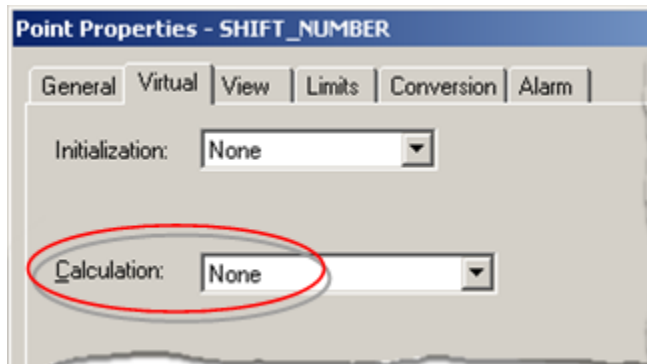 Point Properties - SHIFT_NUMBER
General Virtual View Limits Conversion Alarm
Initialization: None
Calculation: None